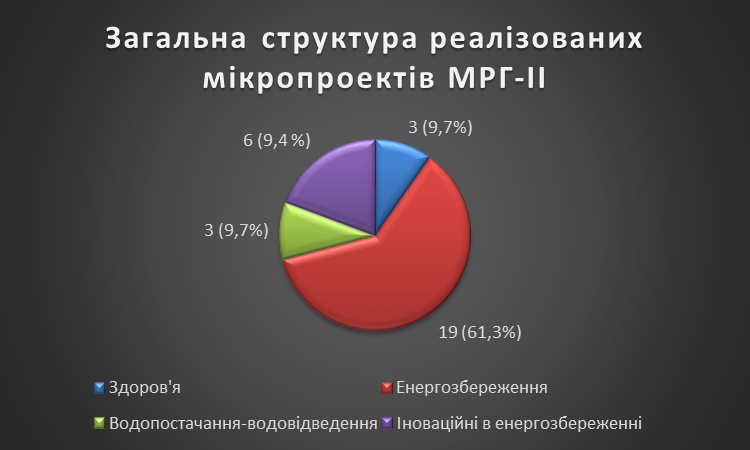 Загальна структура реалізованих
мікропроектів МРГ-ІІ
3 (9,7%)
6 (9,4 %)
3 (9,7%)
19 (61,3%)
Здоров'я
Енергозбереження
Водопостачання-водовідведення
Іноваційні в енергозбереженні